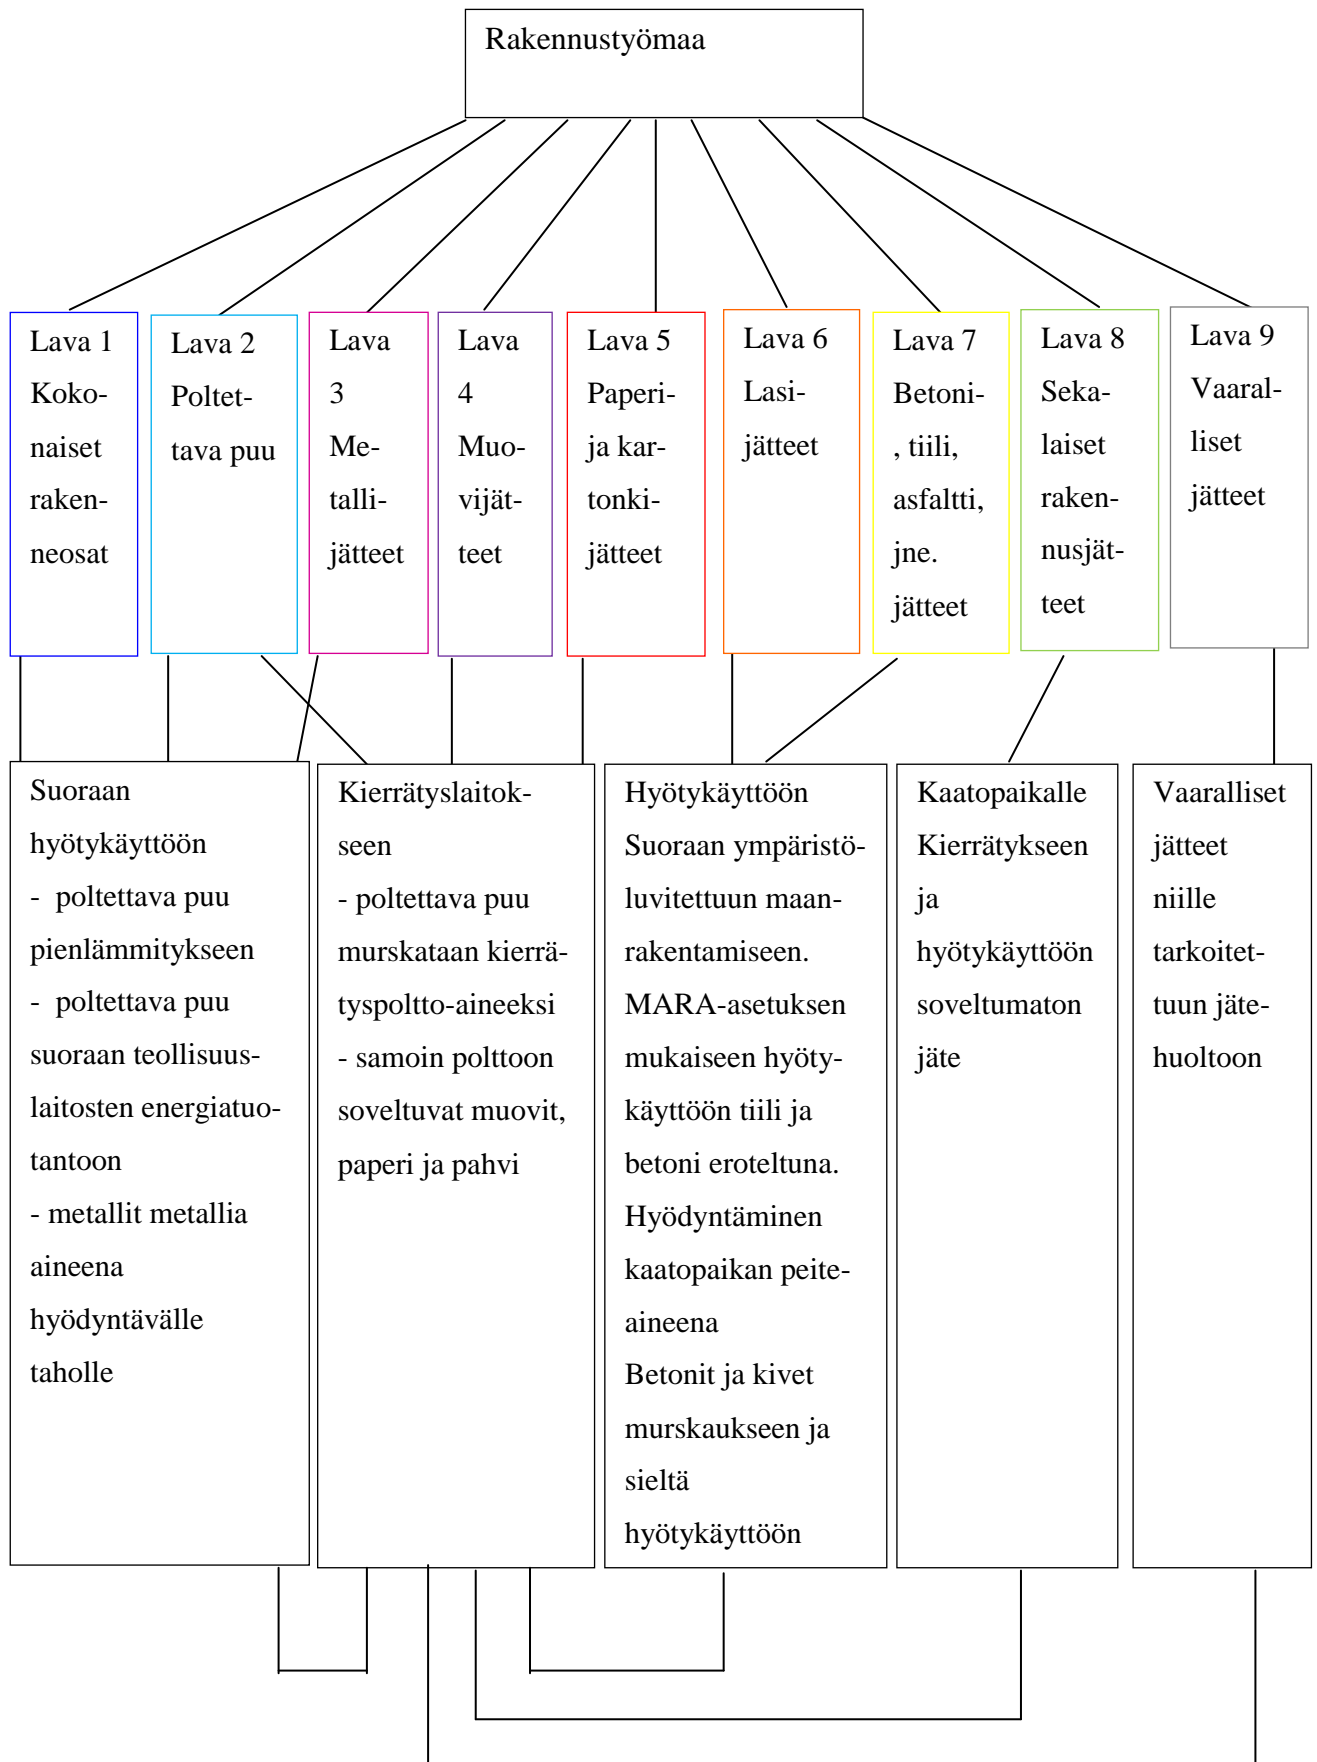 Rakennustyömaa
Lava 1
Koko-
naiset
raken-
neosat
Lava 2
Poltet-
tava puu
Lava
3
Me-
talli-
jätteet
Lava
4
Muo-
vijät-
teet
Lava 5
Paperi-
ja kar-
tonki-
jätteet
Lava 6
Lasi-
jätteet
Lava 7
Betoni-
, tiili,
asfaltti,
jne.
jätteet
Lava 8
Seka-
laiset
raken-
nusjät-
teet
Lava 9
Vaaral-
liset
jätteet
Suoraan
hyötykäyttöön
- poltettava puu
pienlämmitykseen
- poltettava puu
suoraan teollisuus-
laitosten energiatuo-
tantoon
- metallit metallia
aineena
hyödyntävälle
taholle
Kierrätyslaitok-
seen
- poltettava puu
murskataan kierrä-
tyspoltto-aineeksi
- samoin polttoon
soveltuvat muovit,
paperi ja pahvi
Hyötykäyttöön
Suoraan ympäristö-
luvitettuun maan-
rakentamiseen.
MARA-asetuksen
mukaiseen hyöty-
käyttöön tiili ja
betoni eroteltuna.
Hyödyntäminen
kaatopaikan peite-
aineena
Betonit ja kivet
murskaukseen ja
sieltä
hyötykäyttöön
Kaatopaikalle
Kierrätykseen
ja
hyötykäyttöön
soveltumaton
jäte
Vaaralliset
jätteet
niille
tarkoitet-
tuun jäte-
huoltoon